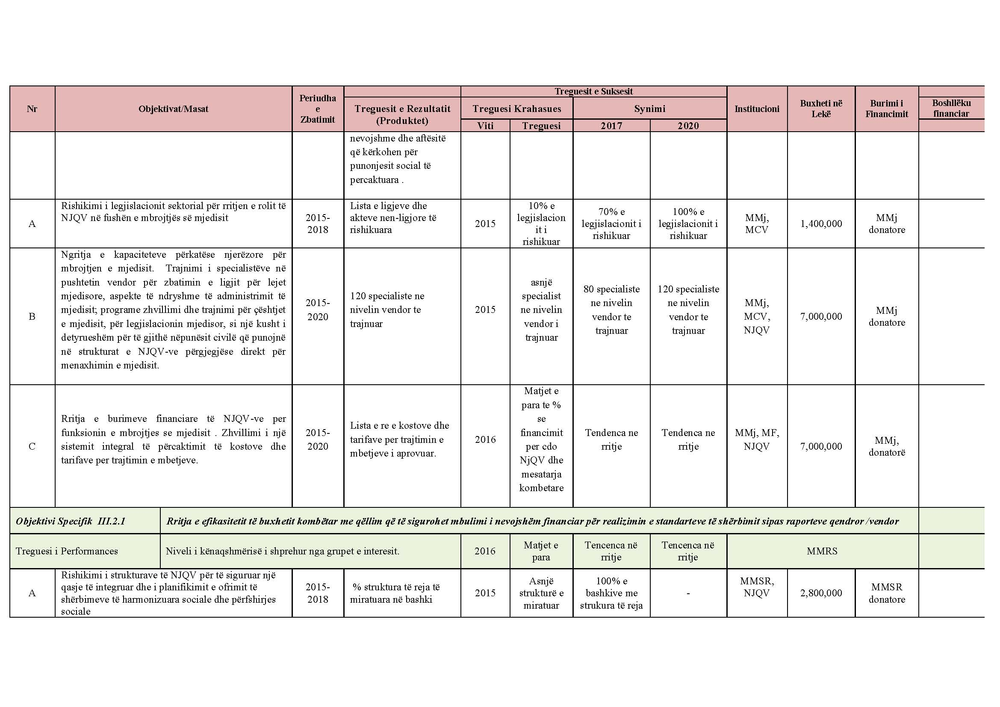 Nr
Objektivat/Masat
Periudha
e
Zbatimit
Treguesit e Rezultatit
(Produktet)
Treguesit e Suksesit
Treguesi Krahasues
Synimi
Viti
Treguesi
2017
2020
Institucioni
Buxheti në
Lekë
Burimi i
Financimit
Boshllëku
financiar
nevojshme dhe aftësitë
që kërkohen për
punonjesit social të
percaktuara .
A
Rishikimi i legjislacionit sektorial për rritjen e rolit të
NJQV në fushën e mbrojtjës së mjedisit
2015-
2018
Lista e ligjeve dhe
akteve nen-ligjore të
rishikuara
2015
10% e
legjislacion
it i
rishikuar
70% e
legjislacionit i
rishikuar
100% e
legjislacionit i
rishikuar
MMj,
MCV
1,400,000
MMj
donatore
B
Ngritja e kapaciteteve përkatëse njerëzore për
mbrojtjen e mjedisit. Trajnimi i specialistëve në
pushtetin vendor për zbatimin e ligjit për lejet
mjedisore, aspekte të ndryshme të administrimit të
mjedisit; programe zhvillimi dhe trajnimi për çështjet
e mjedisit, për legjislacionin mjedisor, si një kusht i
detyrueshëm për të gjithë nëpunësit civilë që punojnë
në strukturat e NJQV-ve përgjegjëse direkt për
menaxhimin e mjedisit.
2015-
2020
120 specialiste ne
nivelin vendor te
trajnuar
2015
asnjë
specialist
ne nivelin
vendor i
trajnuar
80 specialiste
ne nivelin
vendor te
trajnuar
120 specialiste
ne nivelin
vendor te
trajnuar
MMj,
MCV,
NJQV
7,000,000
MMj
donatore
C
Rritja e burimeve financiare të NJQV-ve per
funksionin e mbrojtjes se mjedisit . Zhvillimi i një
sistemit integral të përcaktimit të kostove dhe
tarifave per trajtimin e mbetjeve.
2015-
2020
Lista e re e kostove dhe
tarifave per trajtimin e
mbetjeve i aprovuar.
2016
Matjet e
para te %
se
financimit
per cdo
NjQV dhe
mesatarja
kombetare
Tendenca ne
rritje
Tendenca ne
rritje
MMj, MF,
NJQV
7,000,000
MMj,
donatorë
Objektivi Specifik III.2.1
Rritja e efikasitetit të buxhetit kombëtar me qëllim që të sigurohet mbulimi i nevojshëm financiar për realizimin e standarteve të shërbimit sipas raporteve qendror /vendor
Treguesi i Performances
Niveli i kënaqshmërisë i shprehur nga grupet e interesit.
2016
Matjet e
para
Tencenca në
rritje
Tencenca në
rritje
MMRS
A
Rishikimi i strukturave të NJQV për të siguruar një
qasje të integruar dhe i planifikimit e ofrimit të
shërbimeve të harmonizuara sociale dhe përfshirjes
sociale
2015-
2018
% struktura të reja të
miratuara në bashki
2015
Asnjë
strukturë e
miratuar
100% e
bashkive me
strukura të reja
-
MMSR,
NJQV
2,800,000
MMSR
donatore